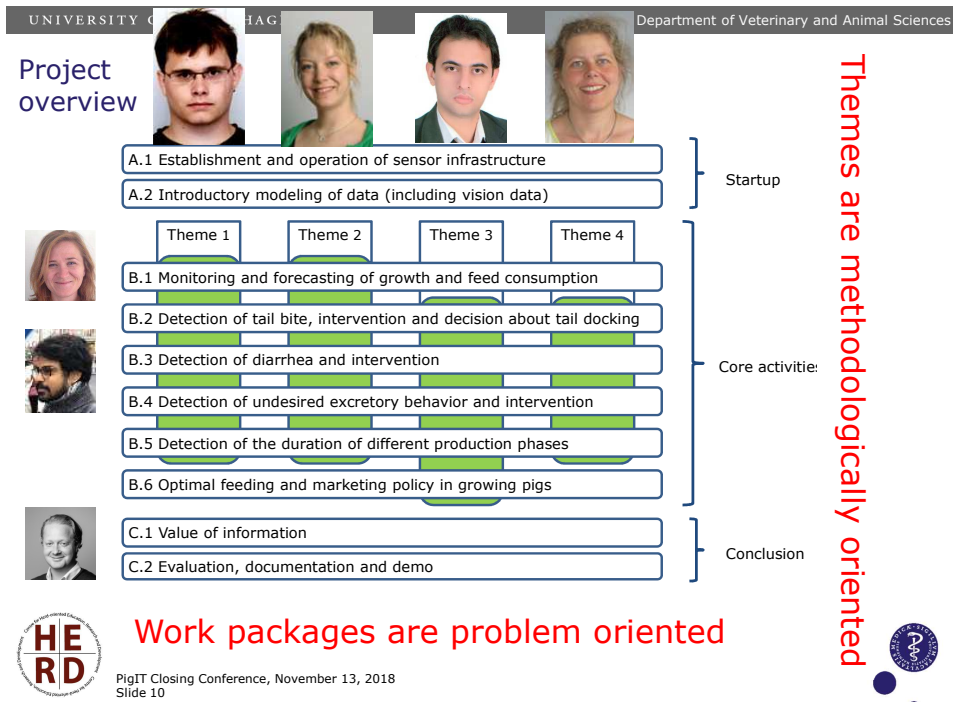 UNIVERSITY
HAG
Department of Veterinary and Animal Sciences
Project
overview
A.1 Establishment and operation of sensor infrastructure
A.2 Introductory modeling of data (including vision data)
Startup
Theme 1
Theme 2
Theme 3
Theme 4
B.1 Monitoring and forecasting of growth and feed consumption
B.2 Detection of tail bite, intervention and decision about tail docking
B.3 Detection of diarrhea and intervention
B.4 Detection of undesired excretory behavior and intervention
B.5 Detection of the duration of different production phases
B.6 Optimal feeding and marketing policy in growing pigs
Core activitie
C.1 Value of information
C.2 Evaluation, documentation and demo
Conclusion
Themes are methodologically oriented
Work packages are problem oriented
HE
RD
PigIT Closing Conference, November 13, 2018
Slide 10